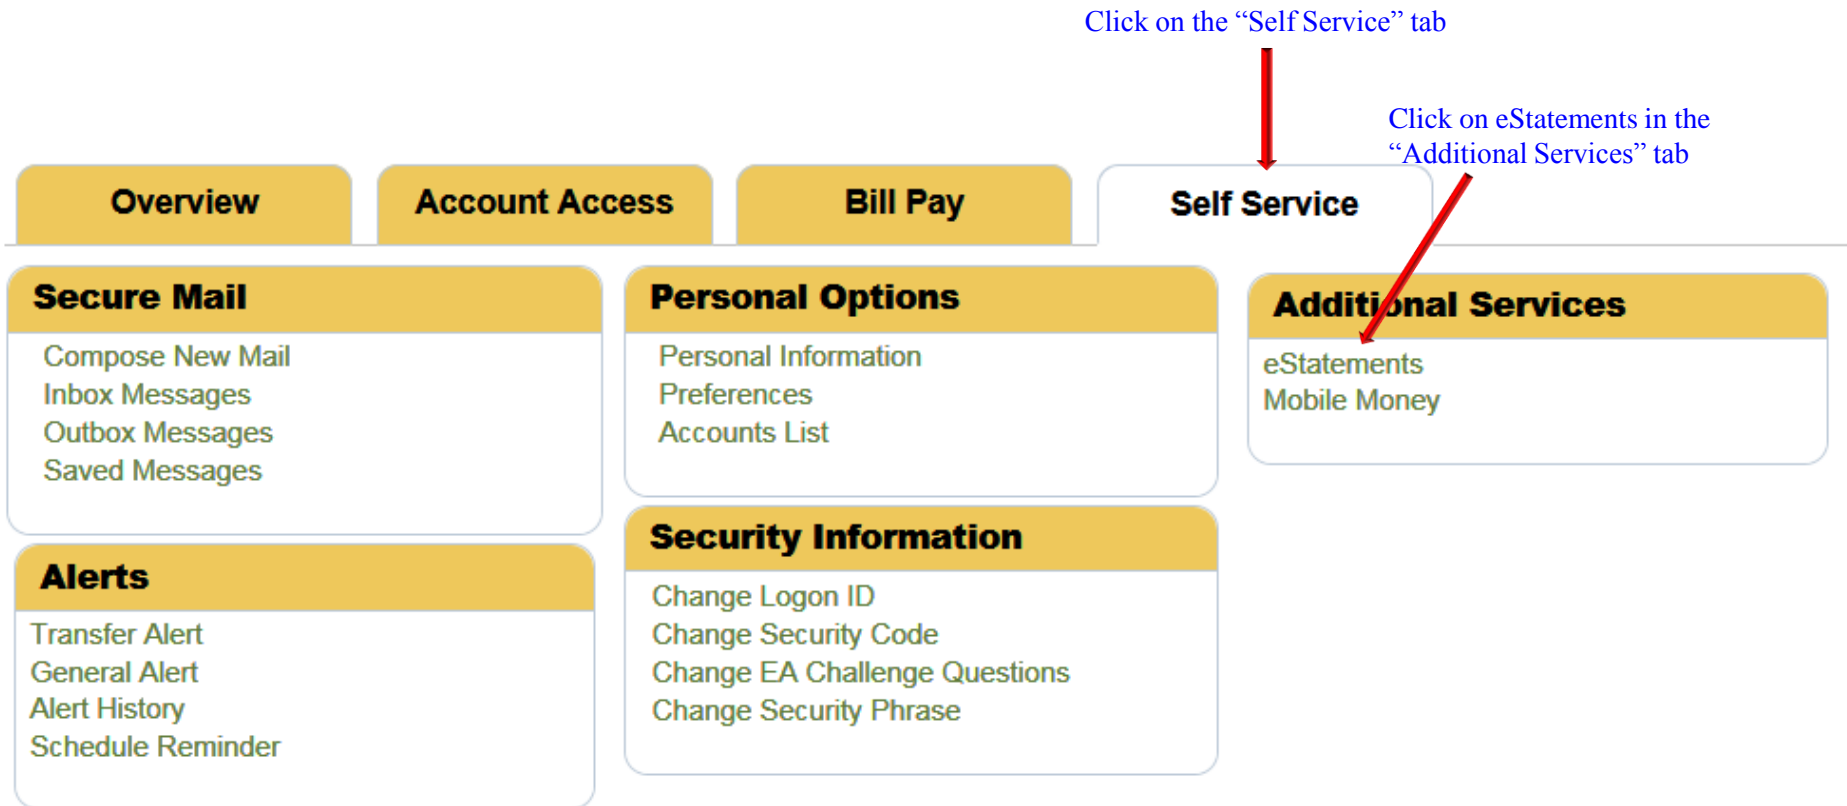 Click on the “Self Service” tab
Click on eStatements in the
“Additional Services” tab
Overview
Account Access
Bill Pay
Self Service
Secure Mail
Compose New Mail
Inbox Messages
Outbox Messages
Saved Messages
Alerts
Transfer Alert
General Alert
Alert History
Schedule Reminder
Personal Options
Personal Information
Preferences
Accounts List
Security Information
Change Logon ID
Change Security Code
Change EA Challenge Questions
Change Security Phrase
Additional Services
eStatements
Mobile Money